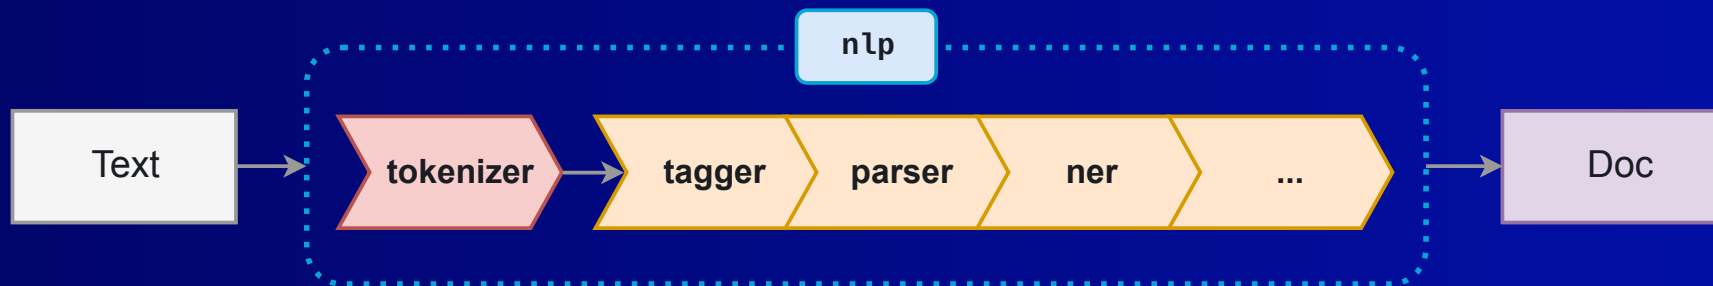 nlp
Text
tokenizer
tagger
parser
ner
...
Doc